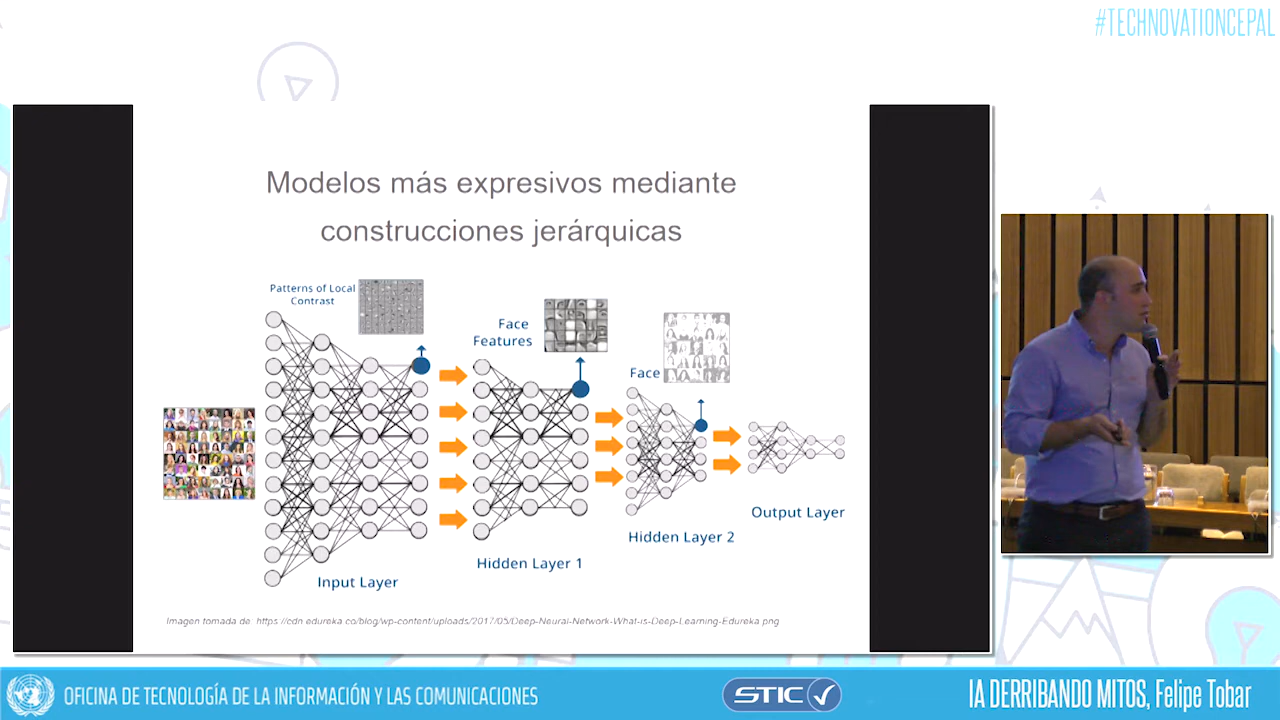 #TECHNOVATIONCEPAL
Modelos más expresivos mediante
construcciones jerárquicas
Patterns of Local
Contrast
Face
Features
Face
Output Layer
Hidden Layer 2
Hidden Layer 1
Input Layer
Imagen tomada de: https://cdn.edureka.co/blog/wp-content/uploads/2017/05/Deep-Neural-Network-What-is-Deep-Learning-Edureka.png
OFICINA DE TECNOLOGÍA DE LA INFORMACIÓN Y LAS COMUNICACIONES
STIC
IA DERRIBANDO MITOS, Felipe Tobar